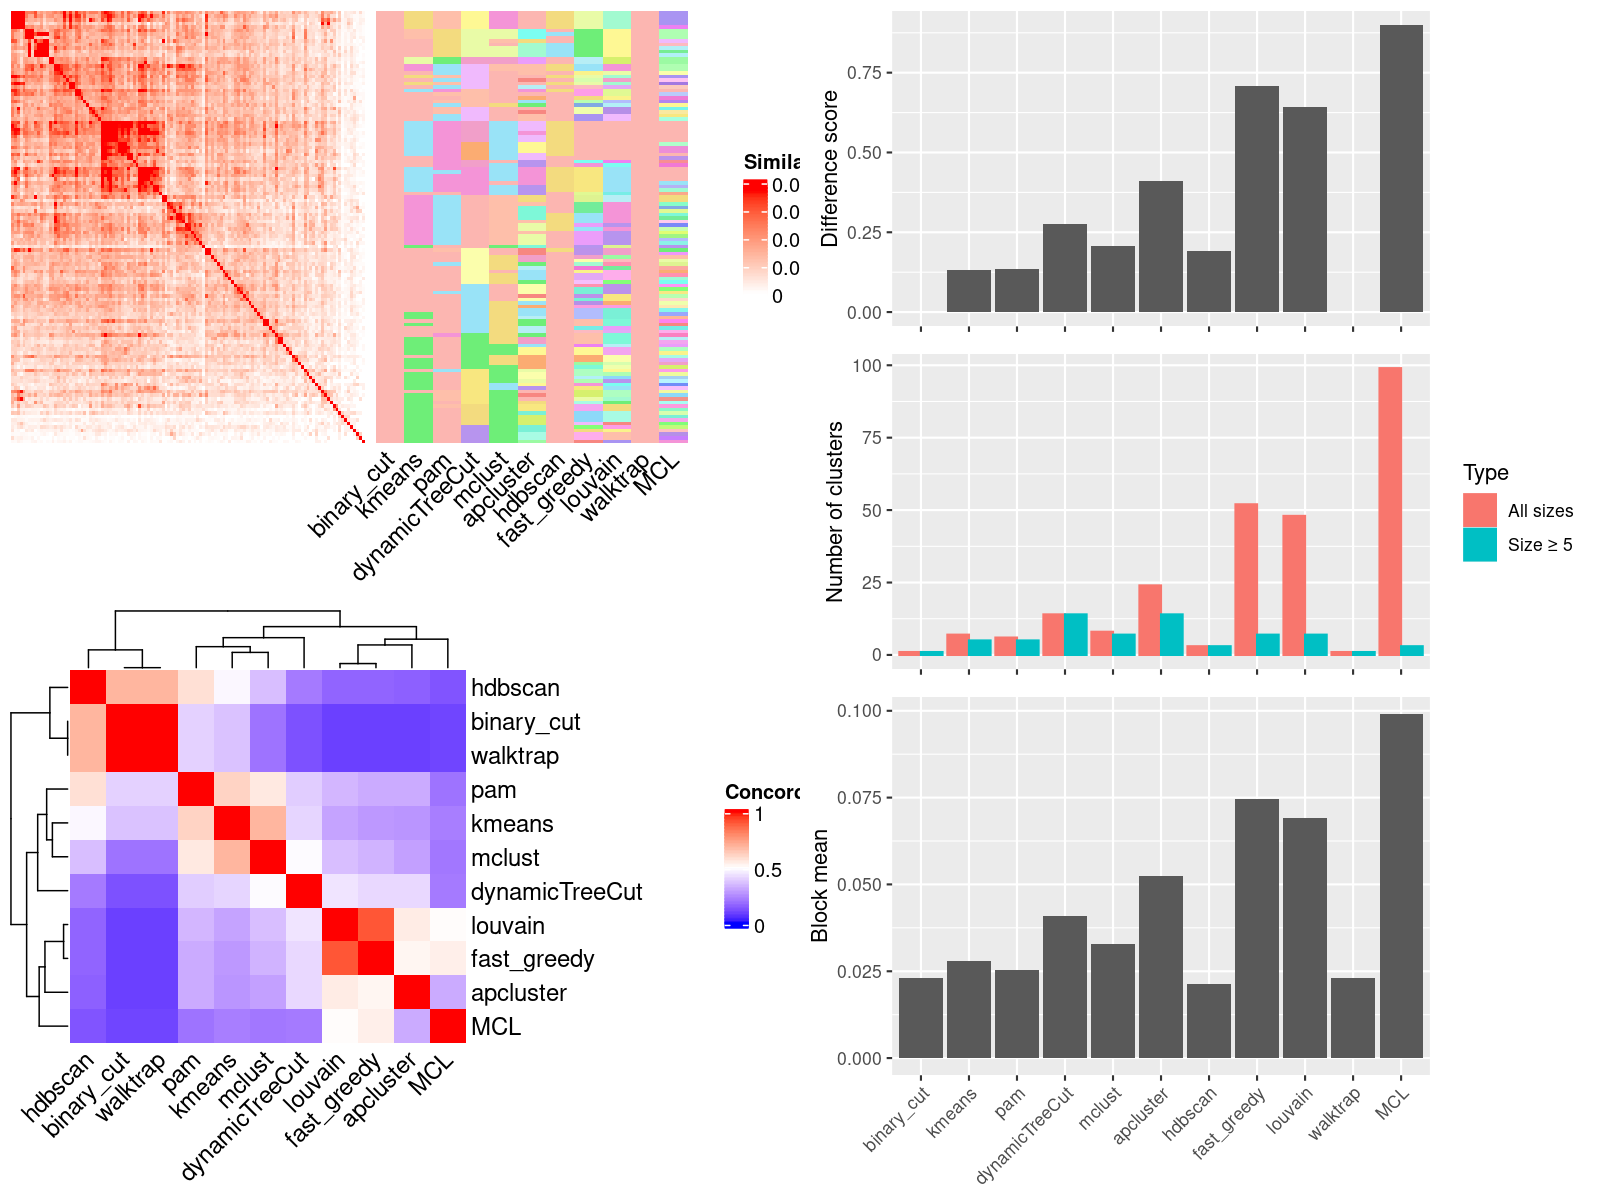 Simila
0.0
0.0
0.0
0.0
0
binary_cut
kmeans
pam
dynamicTreeCut
mclust
apcluster
hdbscan
fast_greedy
louvain
walktrap
MCL
hdbscan
binary_cut
walktrap
pam
kmeans
mclust
dynamicTreeCut
louvain
fast_greedy
apcluster
MCL
hdbscan
binary_cut
walktrap
pam
kmeans
mclust
dynamicTreeCut
louvain
fast_greedy
apcluster
MCL
Concord
1
0.5
0
Difference score
0.75
0.50
0.25
0.00
Number of clusters
100
75
50
25
0
Type
All sizes
Size ≥ 5
Block mean
0.100
0.075
0.050
0.025
0.000
binary_cut
kmeans
pam
dynamicTreeCut
mclust
apcluster
hdbscan
fast_greedy
louvain
walktrap
MCL